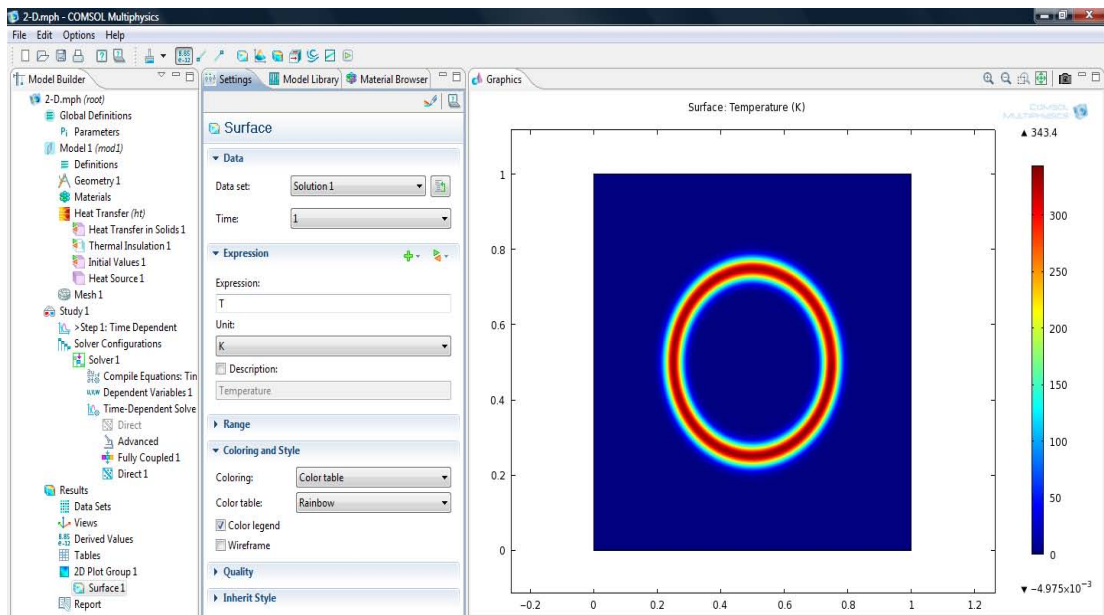 2-D.mph - COMSOL Multiphysics
File Edit Options Help
Model Builder
2-D.mph (root)
Global Definitions
Pi Parameters
Model 1 (mod1)
Definitions
Geometry 1
Materials
Heat Transfer (ht)
Heat Transfer in Solids 1
Thermal Insulation 1
Initial Values 1
Heat Source 1
Mesh 1
Study 1
>Step 1: Time Dependent
Solver Configurations
Solver 1
Compile Equations: Tin
Dependent Variables 1
Time-Dependent Solve
Direct
Advanced
Fully Coupled 1
Direct 1
Results
Data Sets
Views
Derived Values
Tables
2D Plot Group 1
Surface 1
Report
Settings Model Library Material Browser
Surface
Data
Data set: Solution 1
Time: 1
Expression
Expression:
T
Unit:
K
Description:
Temperature
Range
Coloring and Style
Coloring: Color table
Color table: Rainbow
Color legend
Wireframe
Quality
Inherit Style
Graphics
Surface: Temperature (K)
COMSOL
MULTIPHYSICS
▲ 343.4
1
0.8
0.6
0.4
0.2
0
-0.2 0 0.2 0.4 0.6 0.8 1 1.2
300
250
200
150
100
50
0
▼ -4.975×10⁻³